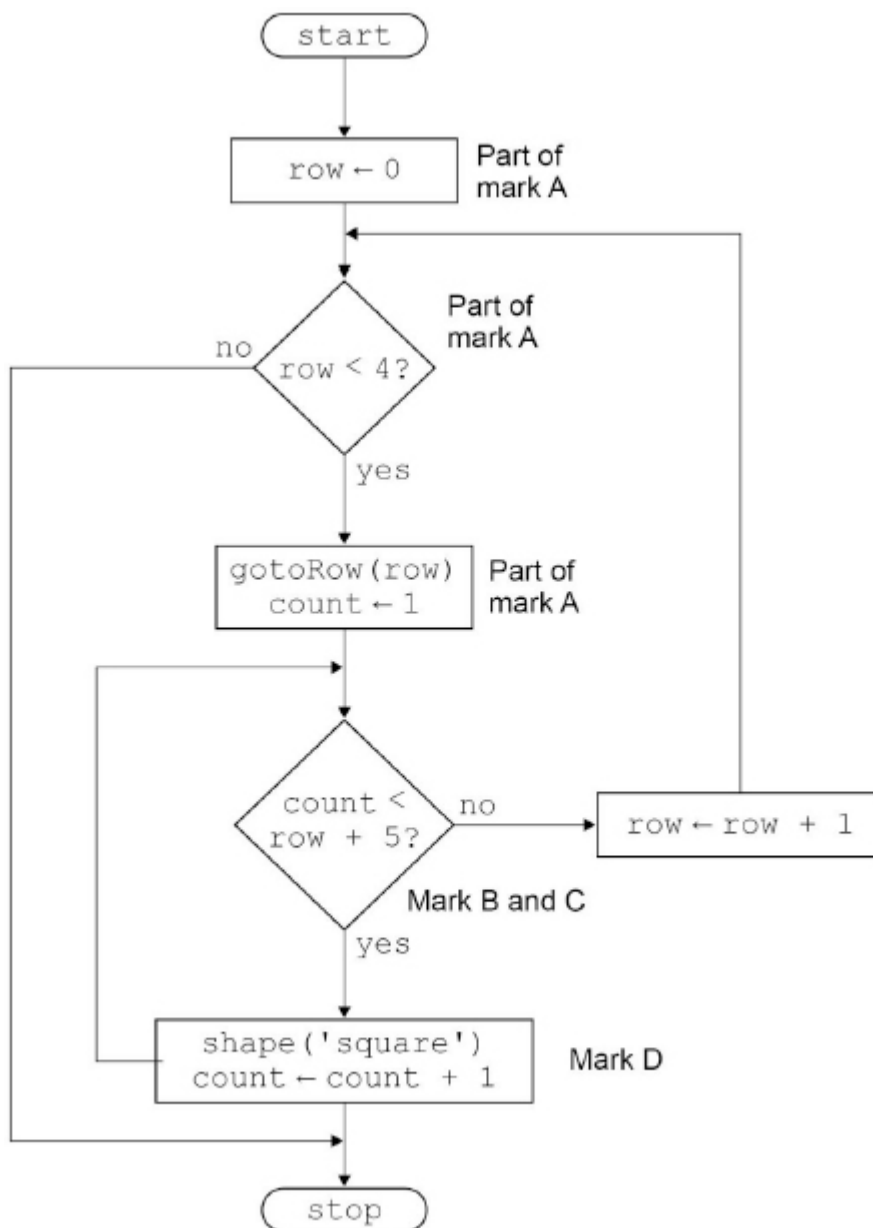 start
row ← 0
Part of
mark A
Part of
mark A
no
row < 4?
yes
gotoRow(row)
count ← 1
Part of
mark A
count <
row + 5?
no
row ← row + 1
Mark B and C
yes
shape('square')
count ← count + 1
Mark D
stop